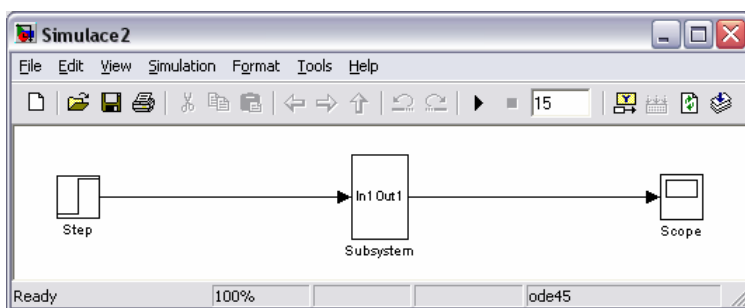 Simulace2
File Edit View Simulation Format Tools Help
15
In1 Out1
Step
Subsystem
Scope
Ready 100% ode45